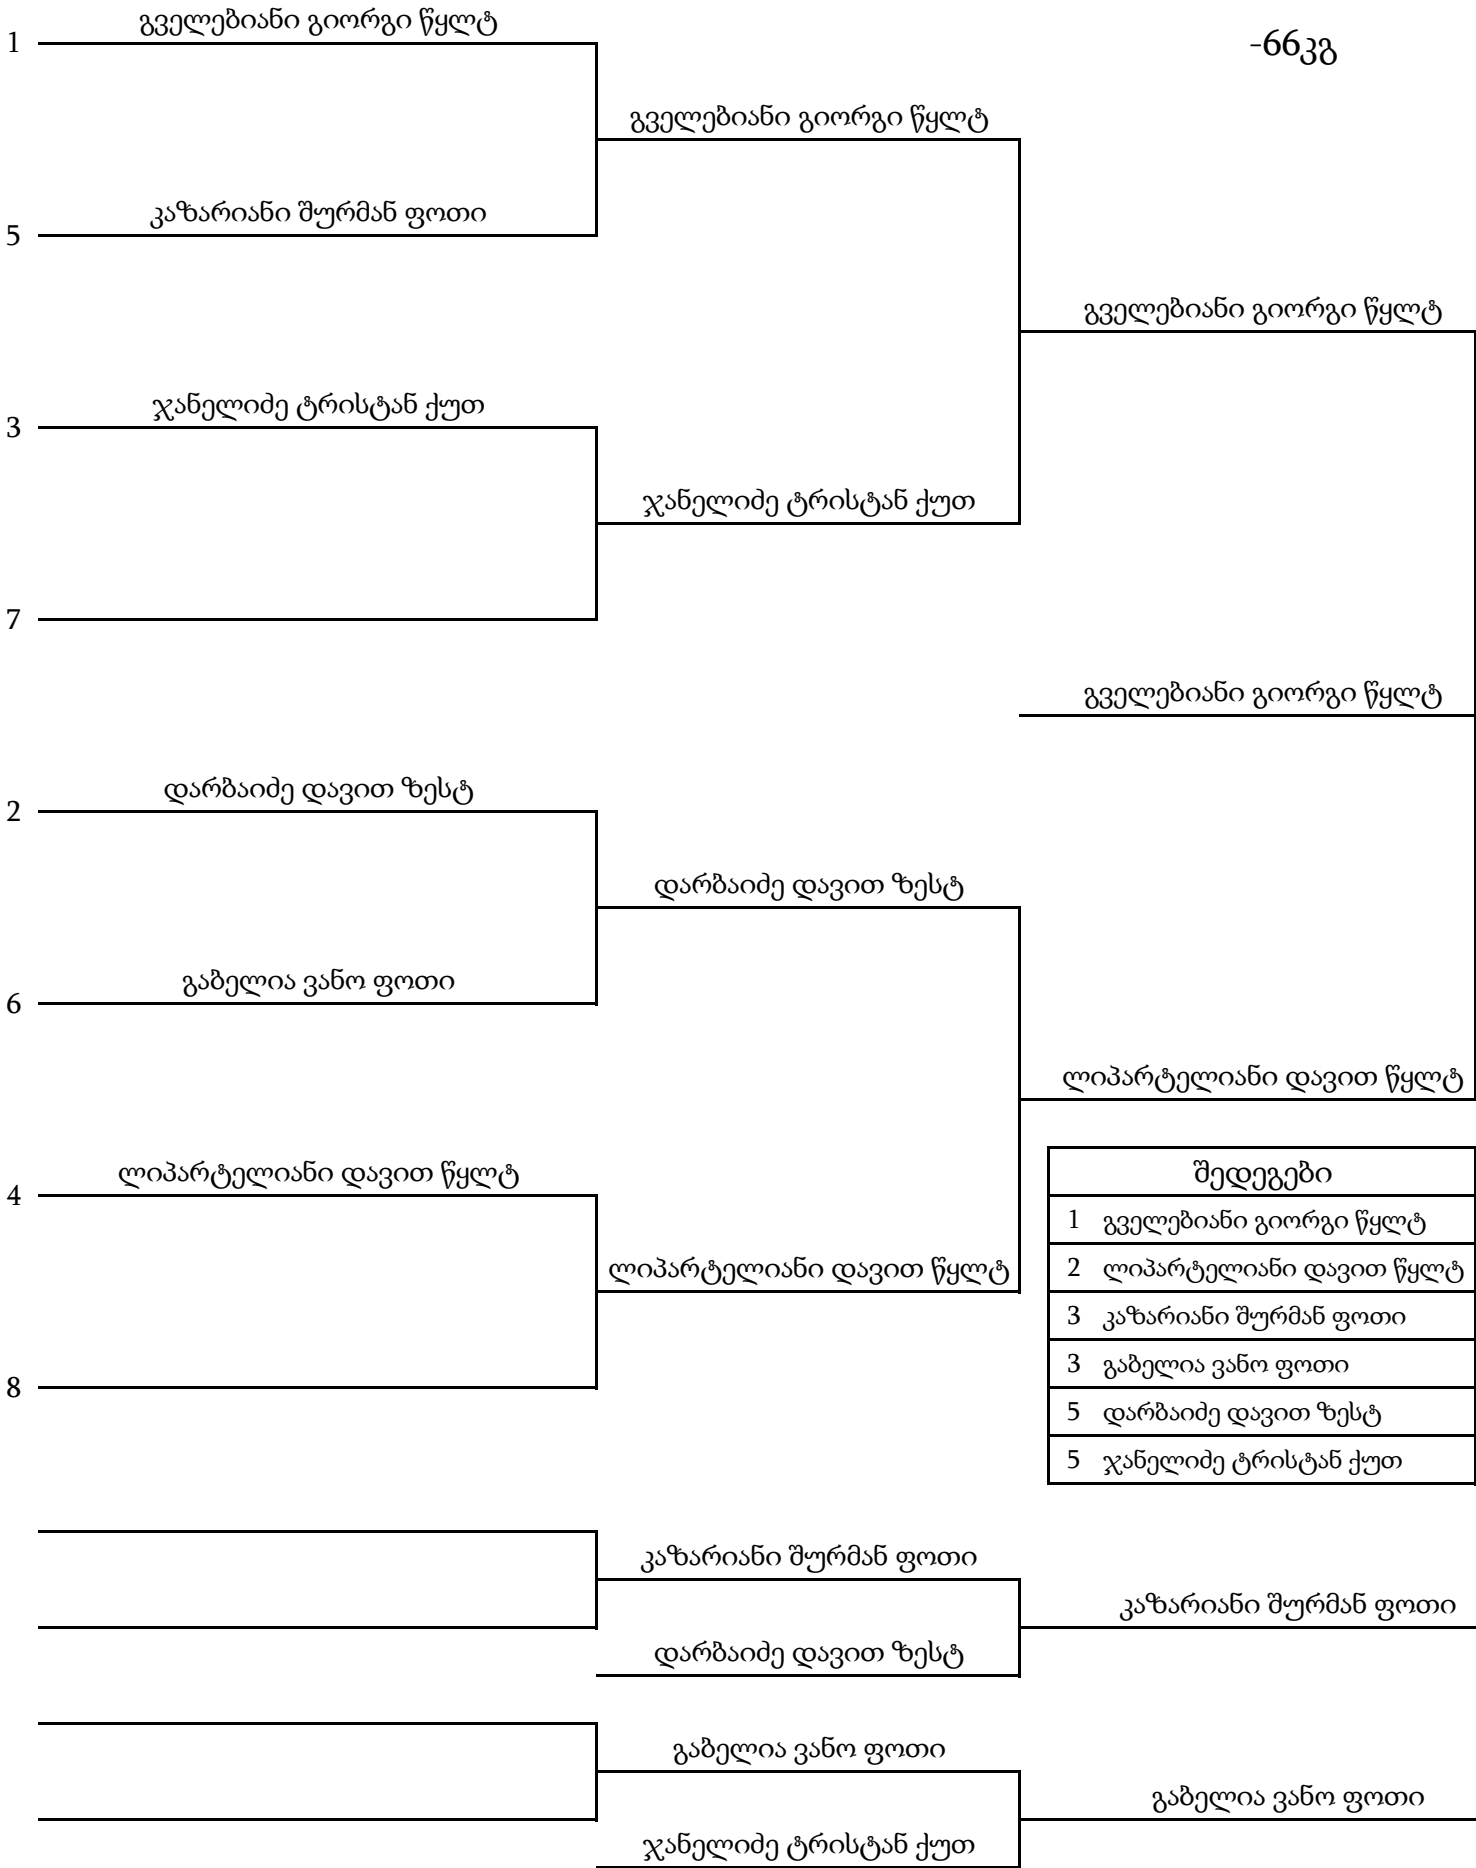 გველებიანი გიორგი წყლტ
1
-66კგ
გველებიანი გიორგი წყლტ
კაზარიანი შურმან ფოთი
5
გველებიანი გიორგი წყლტ
ჯანელიძე ტრისტან ქუთ
3
ჯანელიძე ტრისტან ქუთ
7
გველებიანი გიორგი წყლტ
დარბაიძე დავით ზესტ
2
დარბაიძე დავით ზესტ
გაბელია ვანო ფოთი
6
ლიპარტელიანი დავით წყლტ
ლიპარტელიანი დავით წყლტ
4
ლიპარტელიანი დავით წყლტ
8
შედეგები
1 გველებიანი გიორგი წყლტ
2 ლიპარტელიანი დავით წყლტ
3 კაზარიანი შურმან ფოთი
3 გაბელია ვანო ფოთი
5 დარბაიძე დავით ზესტ
5 ჯანელიძე ტრისტან ქუთ
კაზარიანი შურმან ფოთი
კაზარიანი შურმან ფოთი
დარბაიძე დავით ზესტ
გაბელია ვანო ფოთი
გაბელია ვანო ფოთი
ჯანელიძე ტრისტან ქუთ